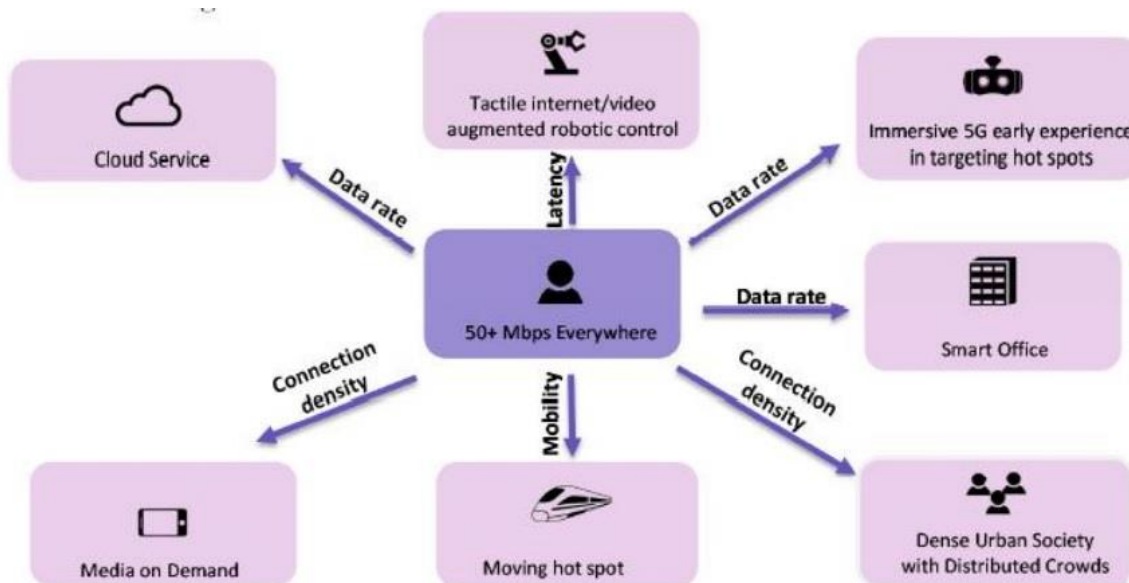 Cloud Service
Tactile internet/video
augmented robotic control
Immersive 5G early experience
in targeting hot spots
Data rate
Latency
Data rate
50+ Mbps Everywhere
Data rate
Smart Office
Connection
density
Mobility
Connection
density
Media on Demand
Moving hot spot
Dense Urban Society
with Distributed Crowds